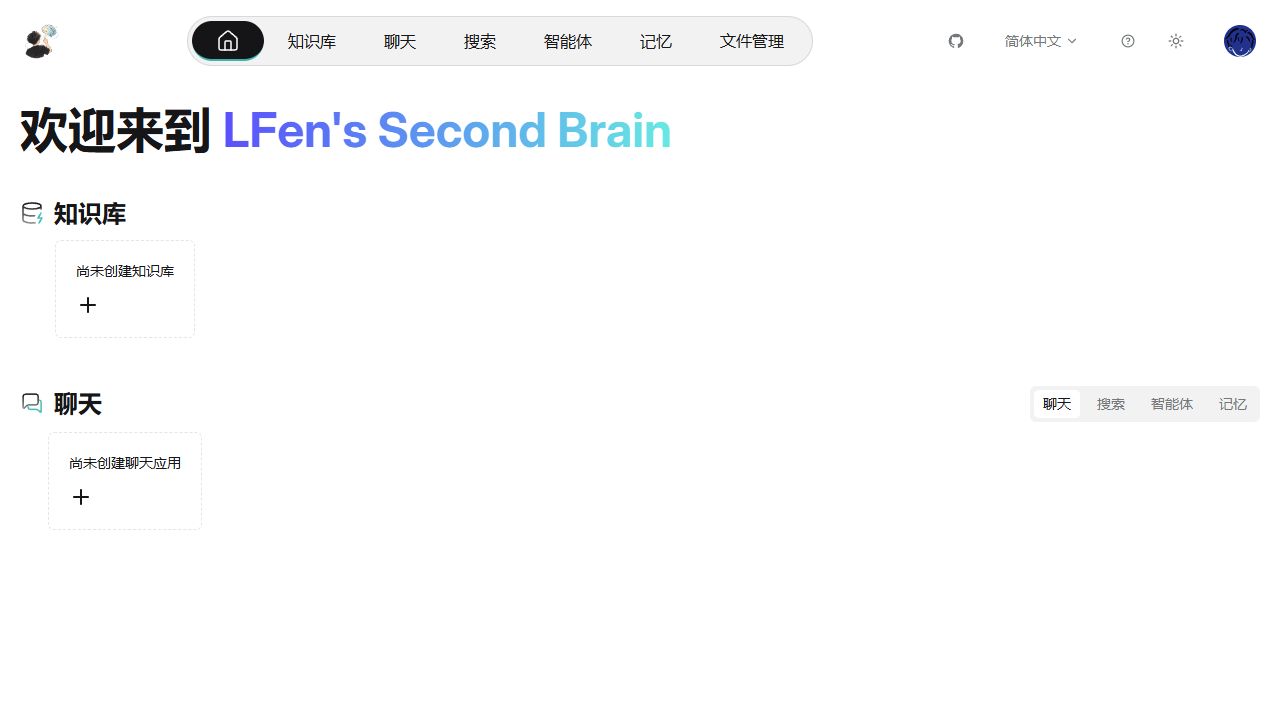 知识库 聊天 搜索 智能体 记忆 文件管理 简体中文
欢迎来到 LFen's Second Brain
知识库
尚未创建知识库
聊天
聊天 搜索 智能体 记忆
尚未创建聊天应用